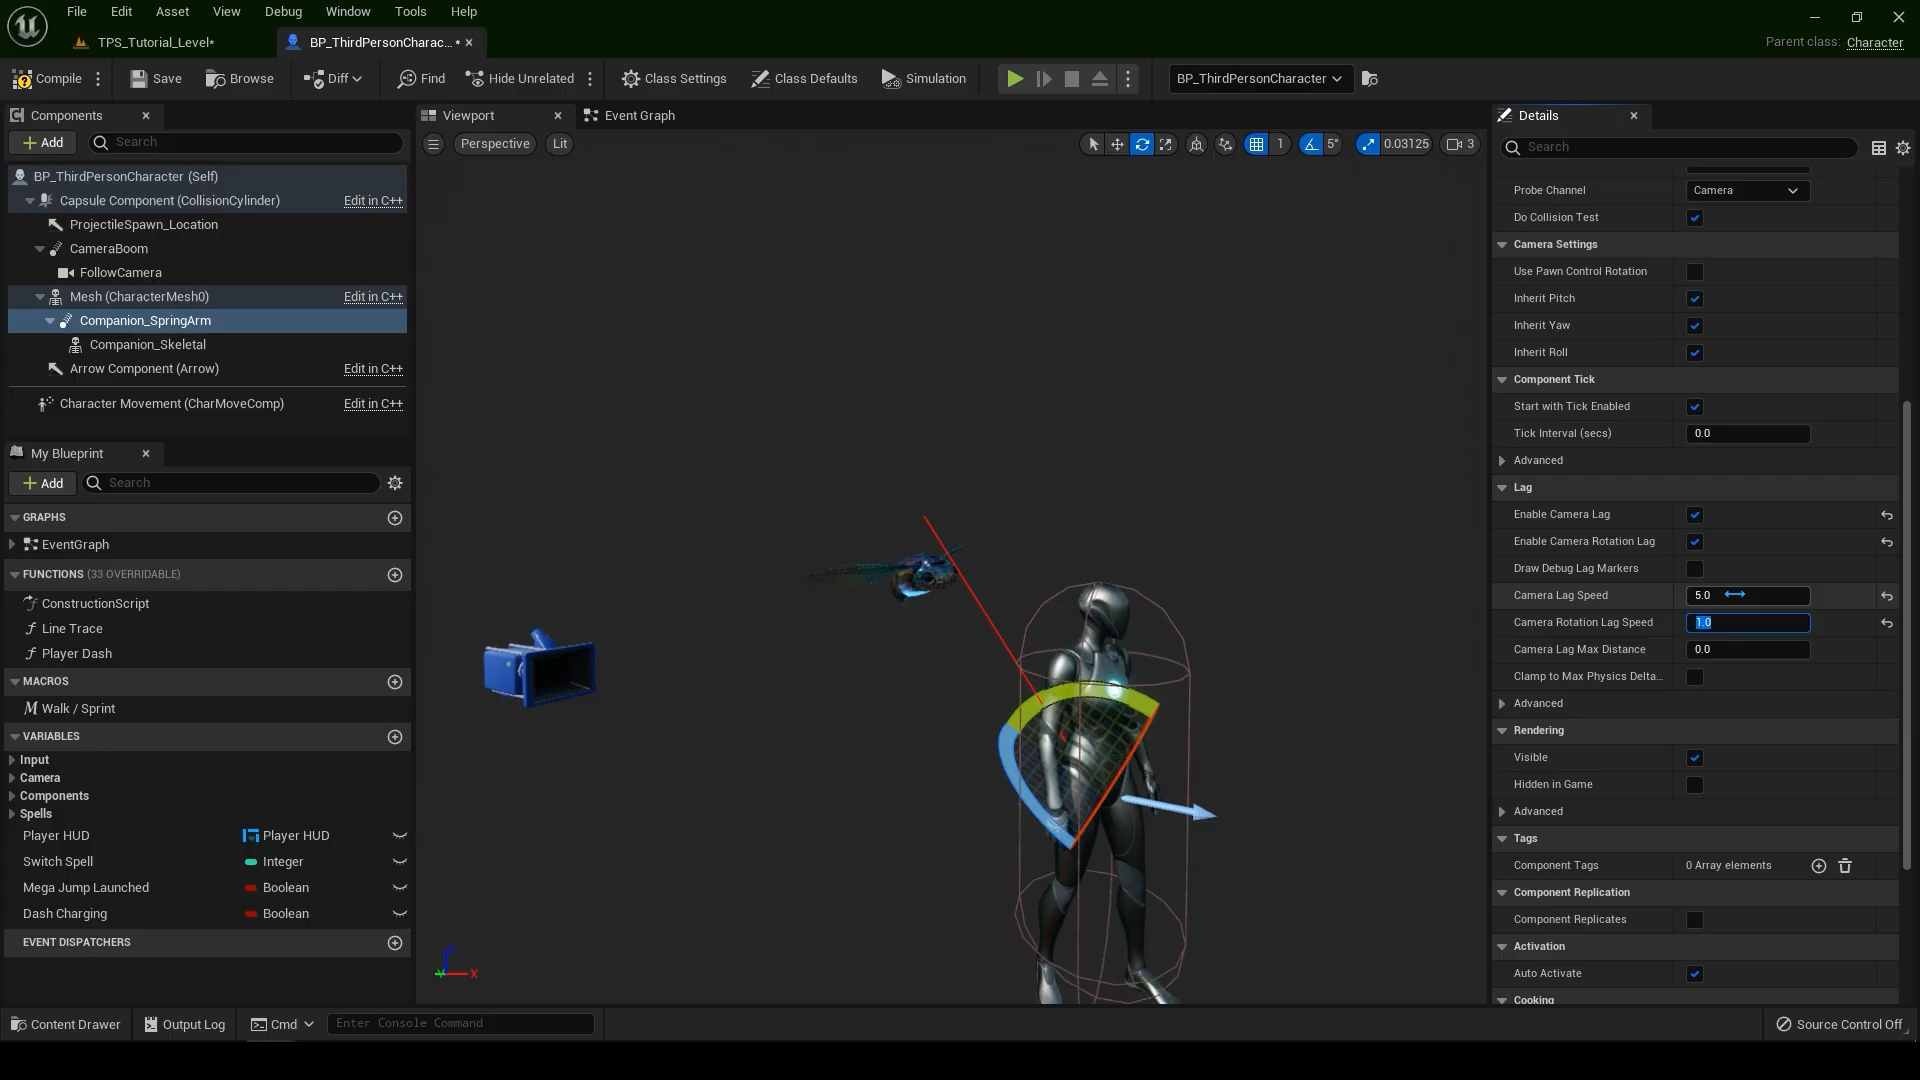 File Edit Asset View Debug Window Tools Help
TPS_Tutorial_Level*
BP_ThirdPersonCharac... *
Parent class: Character
Compile
Save
Browse
Diff
Find
Hide Unrelated
Class Settings
Class Defaults
Simulation
BP_ThirdPersonCharacter
Components
Add
Search
BP_ThirdPersonCharacter (Self)
Capsule Component (CollisionCylinder) Edit in C++
ProjectileSpawn_Location
CameraBoom
FollowCamera
Mesh (CharacterMesh0) Edit in C++
Companion_SpringArm
Companion_Skeletal
Arrow Component (Arrow) Edit in C++
Character Movement (CharMoveComp) Edit in C++
My Blueprint
Add
Search
GRAPHS
EventGraph
FUNCTIONS (33 OVERRIDABLE)
ConstructionScript
Line Trace
Player Dash
MACROS
Walk / Sprint
VARIABLES
Input
Camera
Components
Spells
Player HUD Player HUD
Switch Spell Integer
Mega Jump Launched Boolean
Dash Charging Boolean
EVENT DISPATCHERS
Viewport
Event Graph
Perspective
Lit
1
5°
0.03125
3
X
Details
Search
Probe Channel Camera
Do Collision Test
Camera Settings
Use Pawn Control Rotation
Inherit Pitch
Inherit Yaw
Inherit Roll
Component Tick
Start with Tick Enabled
Tick Interval (secs) 0.0
Advanced
Lag
Enable Camera Lag
Enable Camera Rotation Lag
Draw Debug Lag Markers
Camera Lag Speed 5.0
Camera Rotation Lag Speed 1.0
Camera Lag Max Distance 0.0
Clamp to Max Physics Delta...
Advanced
Rendering
Visible
Hidden in Game
Advanced
Tags
Component Tags 0 Array elements
Component Replication
Component Replicates
Activation
Auto Activate
Cooking
Content Drawer
Output Log
Cmd
Enter Console Command
Source Control Off